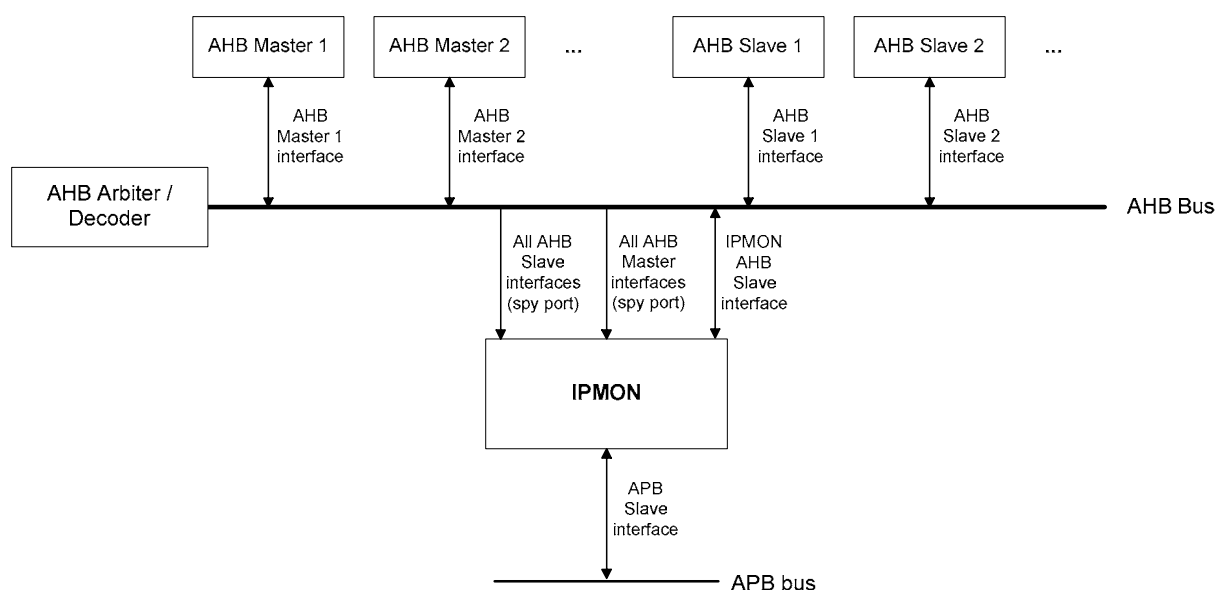 AHB Master 1
AHB Master 2
...
AHB Slave 1
AHB Slave 2
...
AHB
Master 1
interface
AHB
Master 2
interface
AHB
Slave 1
interface
AHB
Slave 2
interface
AHB Arbiter /
Decoder
AHB Bus
All AHB
Slave
interfaces
(spy port)
All AHB
Master
interfaces
(spy port)
IPMON
AHB
Slave
interface
IPMON
APB
Slave
interface
APB bus